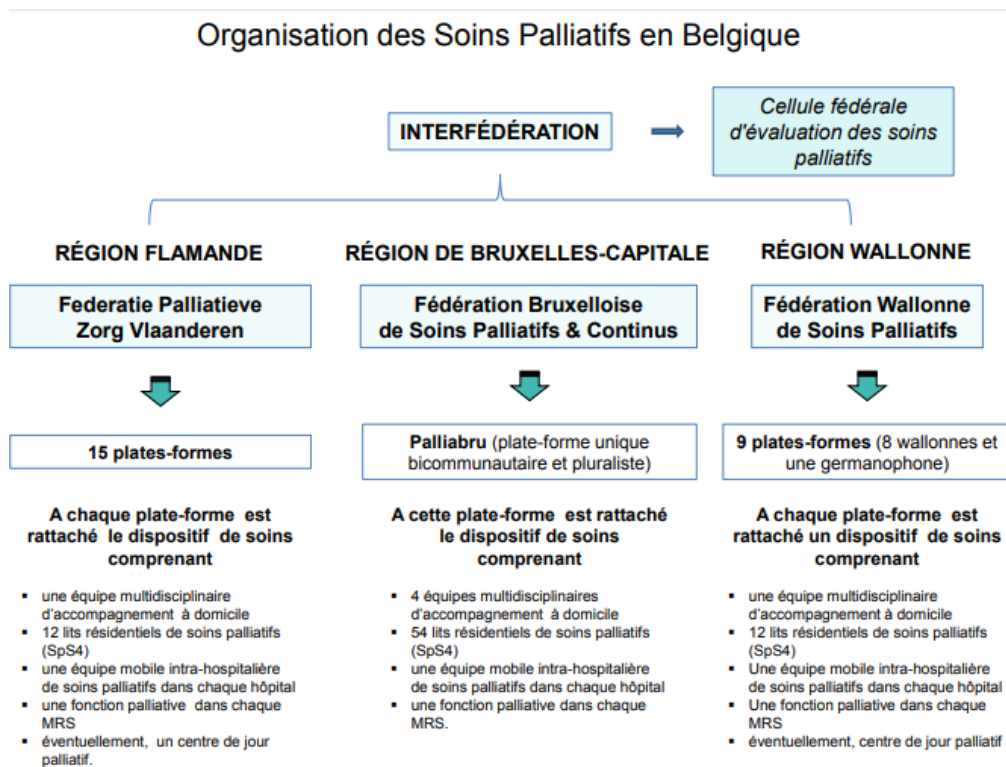 Organisation des Soins Palliatifs en Belgique
INTERFÉDÉRATION
Cellule fédérale
d'évaluation des soins
palliatifs
RÉGION FLAMANDE
Federatie Palliatieve
Zorg Vlaanderen
15 plates-formes
A chaque plate-forme est
rattaché le dispositif de soins
comprenant
▪ une équipe multidisciplinaire
d'accompagnement à domicile
▪ 12 lits résidentiels de soins palliatifs
(SpS4)
▪ une équipe mobile intra-hospitalière
de soins palliatifs dans chaque hôpital
▪ une fonction palliative dans chaque
MRS
▪ éventuellement, un centre de jour
palliatif.
RÉGION DE BRUXELLES-CAPITALE
Fédération Bruxelloise
de Soins Palliatifs & Continus
Palliabru (plate-forme unique
bicommunautaire et pluraliste)
A cette plate-forme est rattaché
le dispositif de soins
comprenant
▪ 4 équipes multidisciplinaires
d'accompagnement à domicile
▪ 54 lits résidentiels de soins palliatifs
(SpS4)
▪ une équipe mobile intra-hospitalière
de soins palliatifs dans chaque hôpital
▪ une fonction palliative dans chaque
MRS.
RÉGION WALLONNE
Fédération Wallonne
de Soins Palliatifs
9 plates-formes (8 wallonnes et
une germanophone)
A chaque plate-forme est
rattaché un dispositif de soins
comprenant
▪ une équipe multidisciplinaire
d'accompagnement à domicile
▪ 12 lits résidentiels de soins palliatifs
(SpS4)
▪ Une équipe mobile intra-hospitalière
de soins palliatifs dans chaque hôpital
▪ Une fonction palliative dans chaque
MRS
▪ éventuellement, centre de jour palliatif